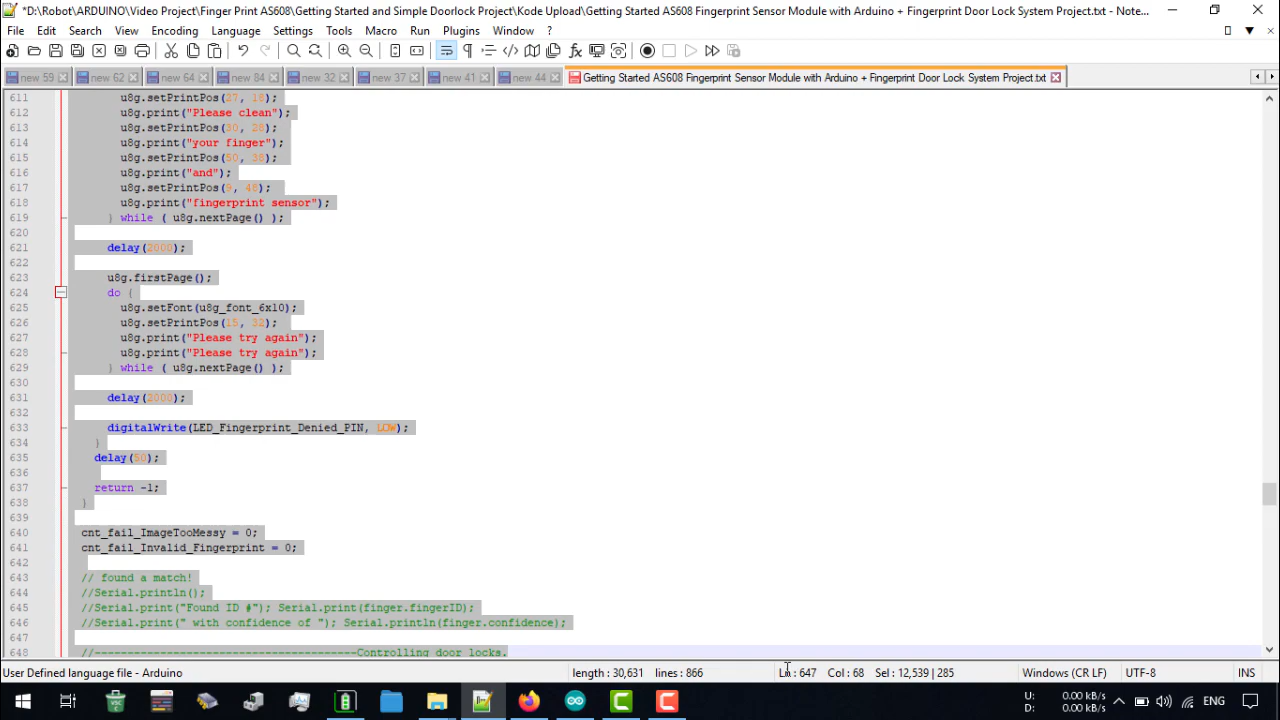 *D:\Robot\ARDUINO\Video Project\Finger Print AS608\Getting Started and Simple Doorlock Project\Kode Upload\Getting Started AS608 Fingerprint Sensor Module with Arduino + Fingerprint Door Lock System Project.txt - Note...
File Edit Search View Encoding Language Settings Tools Macro Run Plugins Window ?
new 59 new 62 new 64 new 84 new 32 new 37 new 41 new 44 Getting Started AS608 Fingerprint Sensor Module with Arduino + Fingerprint Door Lock System Project.txt
611 u8g.setPrintPos(27, 18);
612 u8g.print("Please clean");
613 u8g.setPrintPos(30, 28);
614 u8g.print("your finger");
615 u8g.setPrintPos(50, 38);
616 u8g.print("and");
617 u8g.setPrintPos(9, 48);
618 u8g.print("fingerprint sensor");
619 } while ( u8g.nextPage() );
620
621 delay(2000);
622
623 u8g.firstPage();
624 do {
625 u8g.setFont(u8g_font_6x10);
626 u8g.setPrintPos(15, 32);
627 u8g.print("Please try again");
628 u8g.print("Please try again");
629 } while ( u8g.nextPage() );
630
631 delay(2000);
632
633 digitalWrite(LED_Fingerprint_Denied_PIN, LOW);
634 }
635 delay(50);
636
637 return -1;
638 }
639
640 cnt_fail_ImageTooMessy = 0;
641 cnt_fail_Invalid_Fingerprint = 0;
642
643 // found a match!
644 //Serial.println();
645 //Serial.print("Found ID #"); Serial.print(finger.fingerID);
646 //Serial.print(" with confidence of "); Serial.println(finger.confidence);
647
648 //----------------------------------------Controlling door locks.
User Defined language file - Arduino length : 30,631 lines : 866 Ln : 647 Col : 68 Sel : 12,539 | 285 Windows (CR LF) UTF-8 INS
U: 0.00 kB/s
D: 0.00 kB/s
ENG